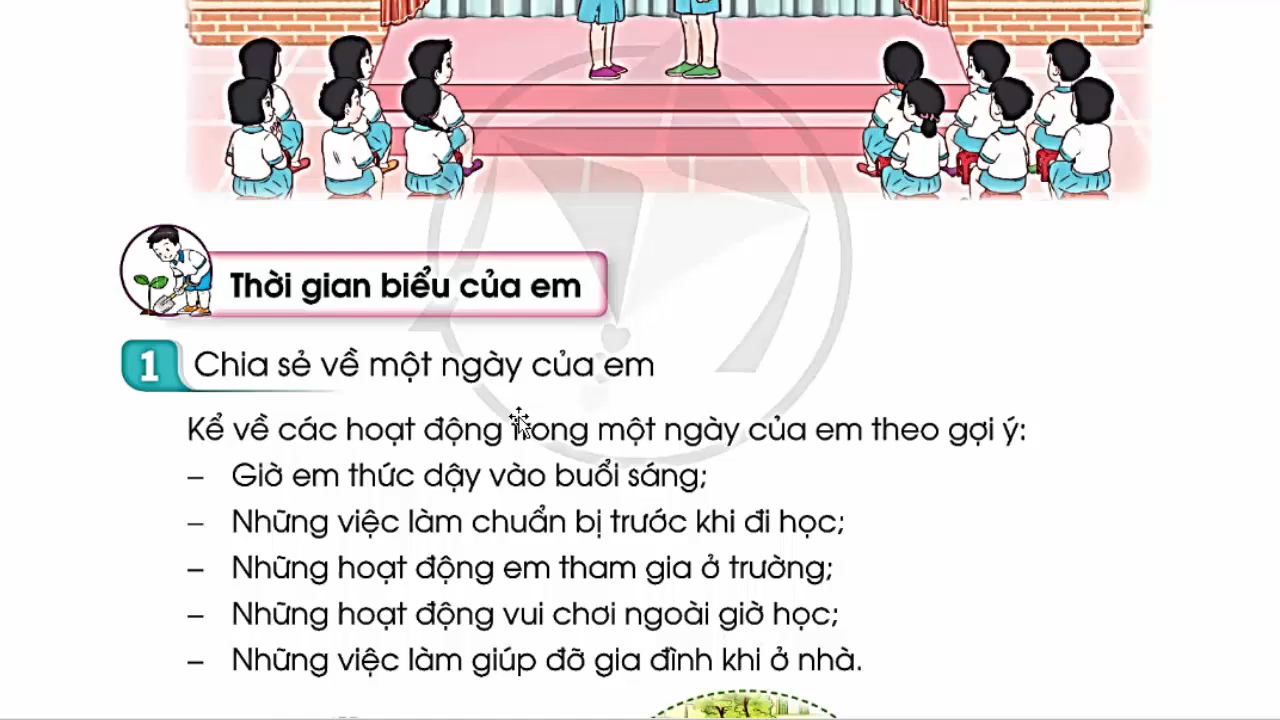 Thời gian biểu của em
1 Chia sẻ về một ngày của em
Kể về các hoạt động trong một ngày của em theo gợi ý:
– Giờ em thức dậy vào buổi sáng;
– Những việc làm chuẩn bị trước khi đi học;
– Những hoạt động em tham gia ở trường;
– Những hoạt động vui chơi ngoài giờ học;
– Những việc làm giúp đỡ gia đình khi ở nhà.